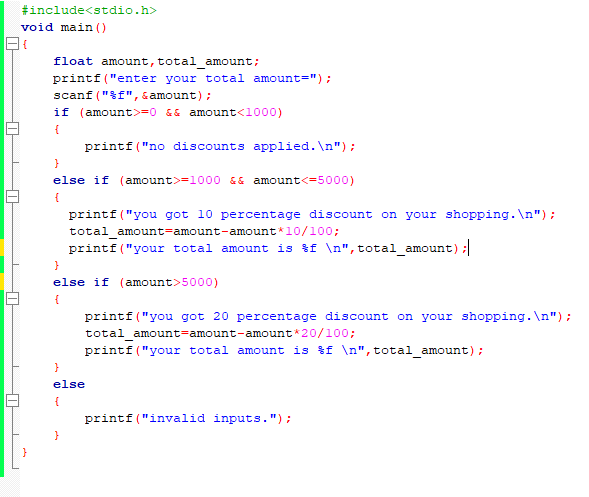 #include<stdio.h>
void main()
{
    float amount,total_amount;
    printf("enter your total amount=");
    scanf("%f",&amount);
    if (amount>=0 && amount<1000)
    {
        printf("no discounts applied.\n");
    }
    else if (amount>=1000 && amount<=5000)
    {
      printf("you got 10 percentage discount on your shopping.\n");
      total_amount=amount-amount*10/100;
      printf("your total amount is %f \n",total_amount);
    }
    else if (amount>5000)
    {
        printf("you got 20 percentage discount on your shopping.\n");
        total_amount=amount-amount*20/100;
        printf("your total amount is %f \n",total_amount);
    }
    else
    {
        printf("invalid inputs.");
    }
}